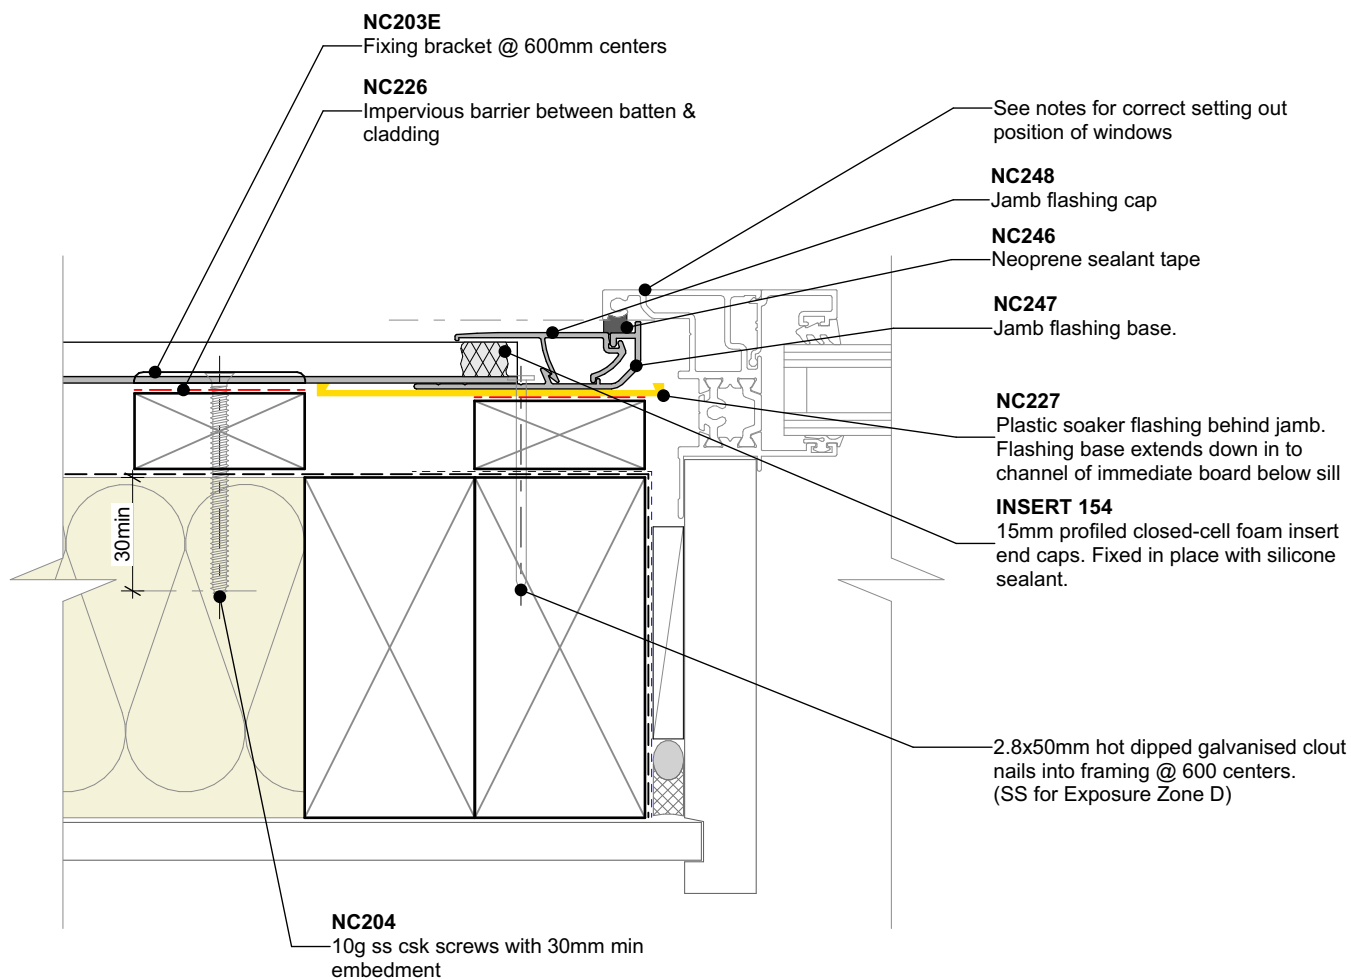 NC203E
Fixing bracket @ 600mm centers
NC226
Impervious barrier between batten &
cladding
See notes for correct setting out
position of windows
NC248
Jamb flashing cap
NC246
Neoprene sealant tape
NC247
Jamb flashing base.
NC227
Plastic soaker flashing behind jamb.
Flashing base extends down in to
channel of immediate board below sill
INSERT 154
15mm profiled closed-cell foam insert
end caps. Fixed in place with silicone
sealant.
30min
2.8x50mm hot dipped galvanised clout
nails into framing @ 600 centers.
(SS for Exposure Zone D)
NC204
10g ss csk screws with 30mm min
embedment